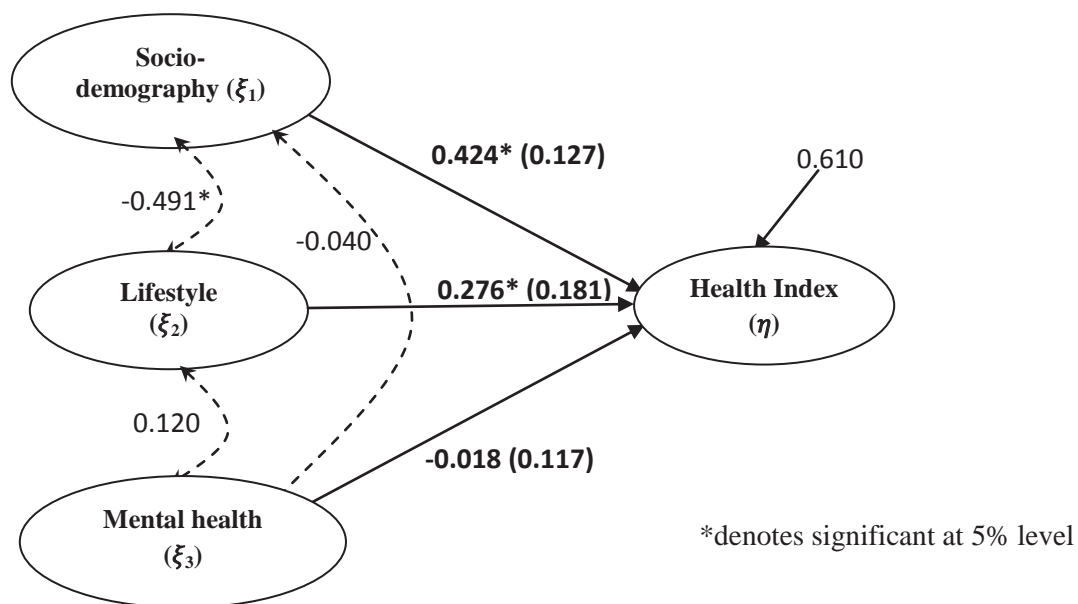 Socio-
demography (ξ₁)
0.424* (0.127)
0.610
-0.491*
-0.040
Lifestyle
(ξ₂)
0.276* (0.181)
Health Index
(η)
0.120
-0.018 (0.117)
Mental health
(ξ₃)
*denotes significant at 5% level